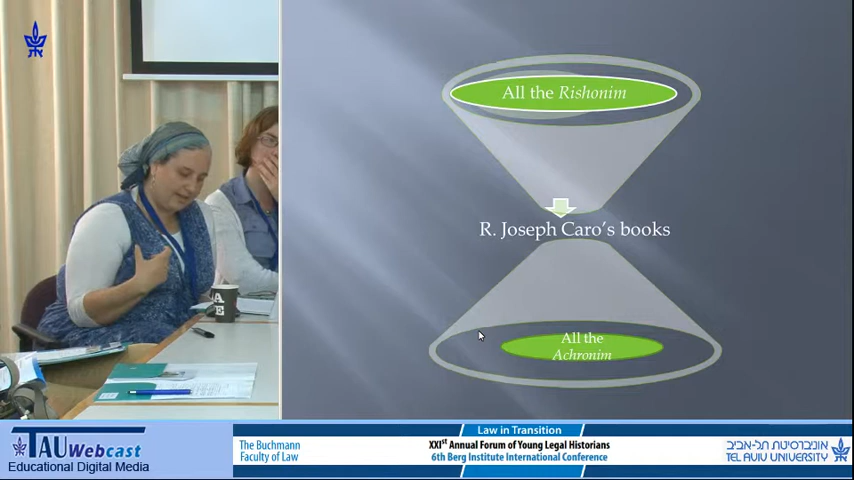 All the Rishonim
R. Joseph Caro's books
All the
Achronim
A
E
TAUWebcast
Educational Digital Media
The Buchmann
Faculty of Law
Law in Transition
XXIst Annual Forum of Young Legal Historians
6th Berg Institute International Conference
אוניברסיטת תל-אביב
TEL AVIV UNIVERSITY